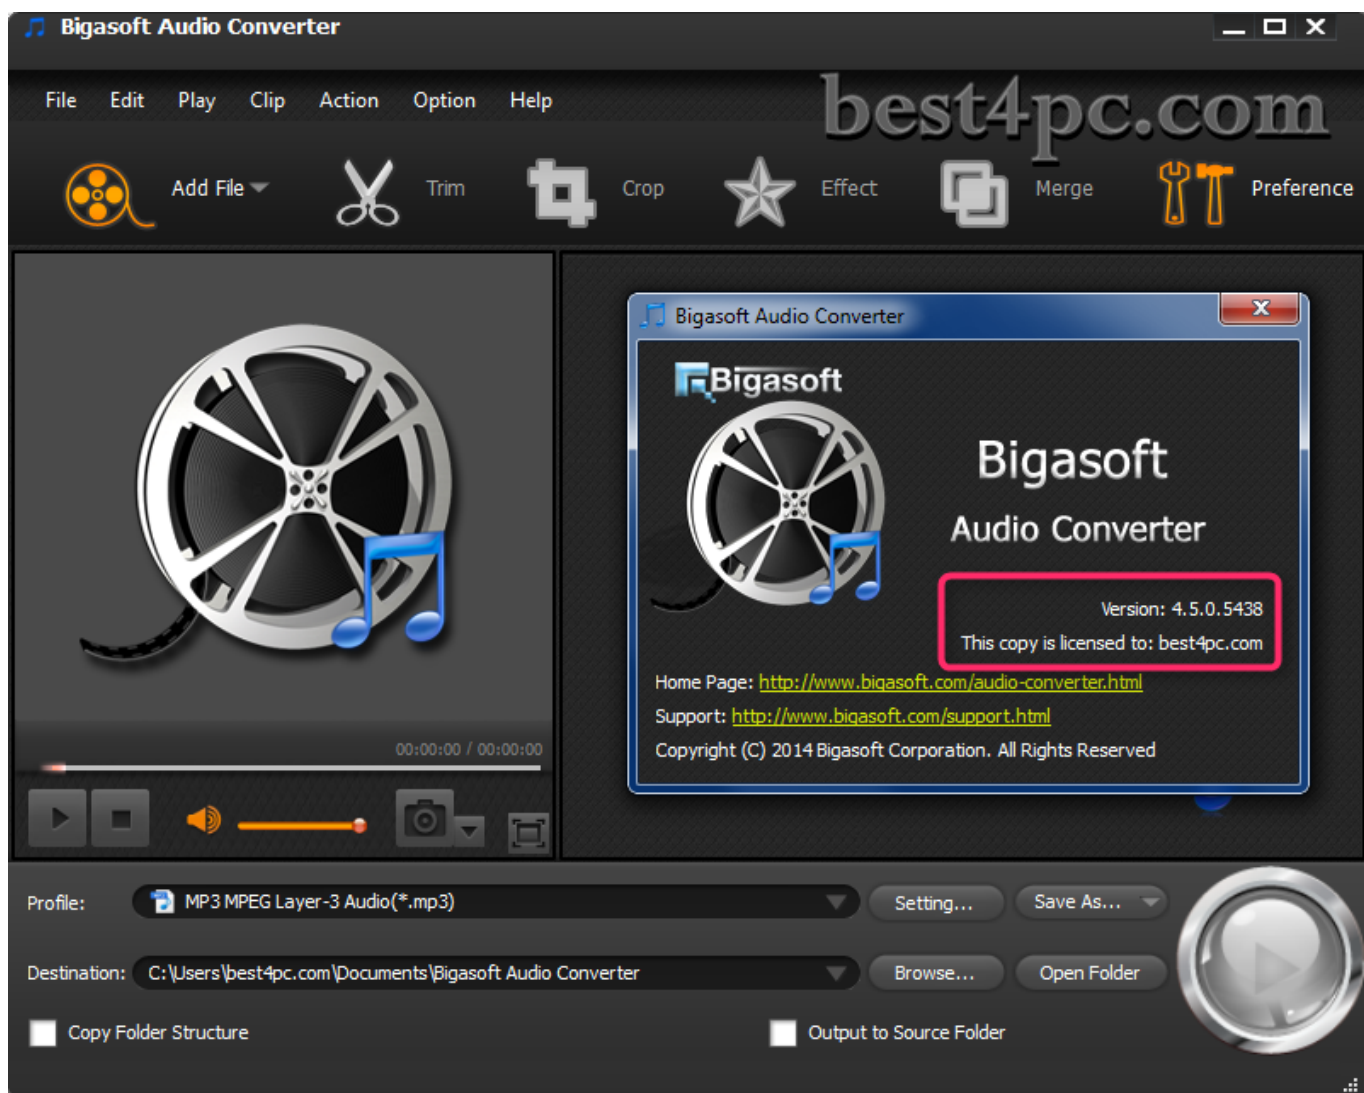 Bigasoft Audio Converter
File Edit Play Clip Action Option Help
best4pc.com
Add File Trim Crop Effect Merge Preference
Bigasoft Audio Converter
Bigasoft
Bigasoft
Audio Converter
Version: 4.5.0.5438
This copy is licensed to: best4pc.com
Home Page: http://www.bigasoft.com/audio-converter.html
Support: http://www.bigasoft.com/support.html
Copyright (C) 2014 Bigasoft Corporation. All Rights Reserved
00:00:00 / 00:00:00
Profile: MP3 MPEG Layer-3 Audio(*.mp3) Setting... Save As...
Destination: C:\Users\best4pc.com\Documents\Bigasoft Audio Converter Browse... Open Folder
Copy Folder Structure Output to Source Folder